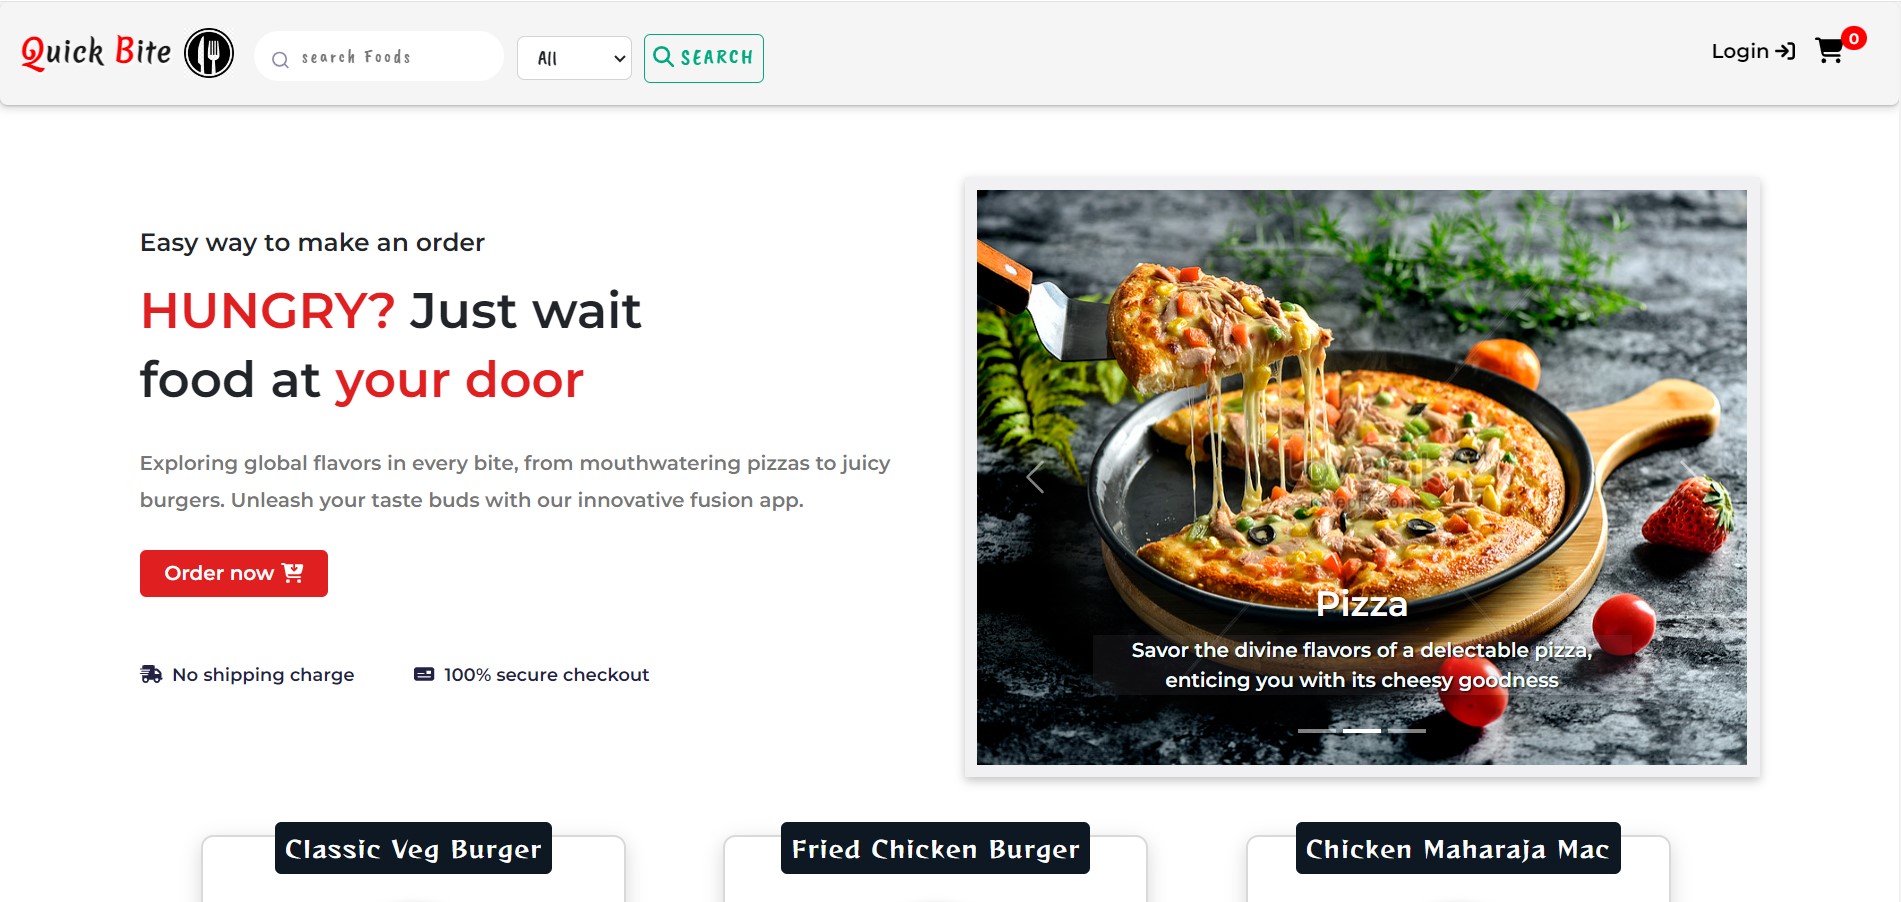 Quick Bite
search Foods
All
SEARCH
Login
0
Easy way to make an order
HUNGRY? Just wait
food at your door
Exploring global flavors in every bite, from mouthwatering pizzas to juicy
burgers. Unleash your taste buds with our innovative fusion app.
Order now
No shipping charge
100% secure checkout
Pizza
Savor the divine flavors of a delectable pizza,
enticing you with its cheesy goodness
Classic Veg Burger
Fried Chicken Burger
Chicken Maharaja Mac